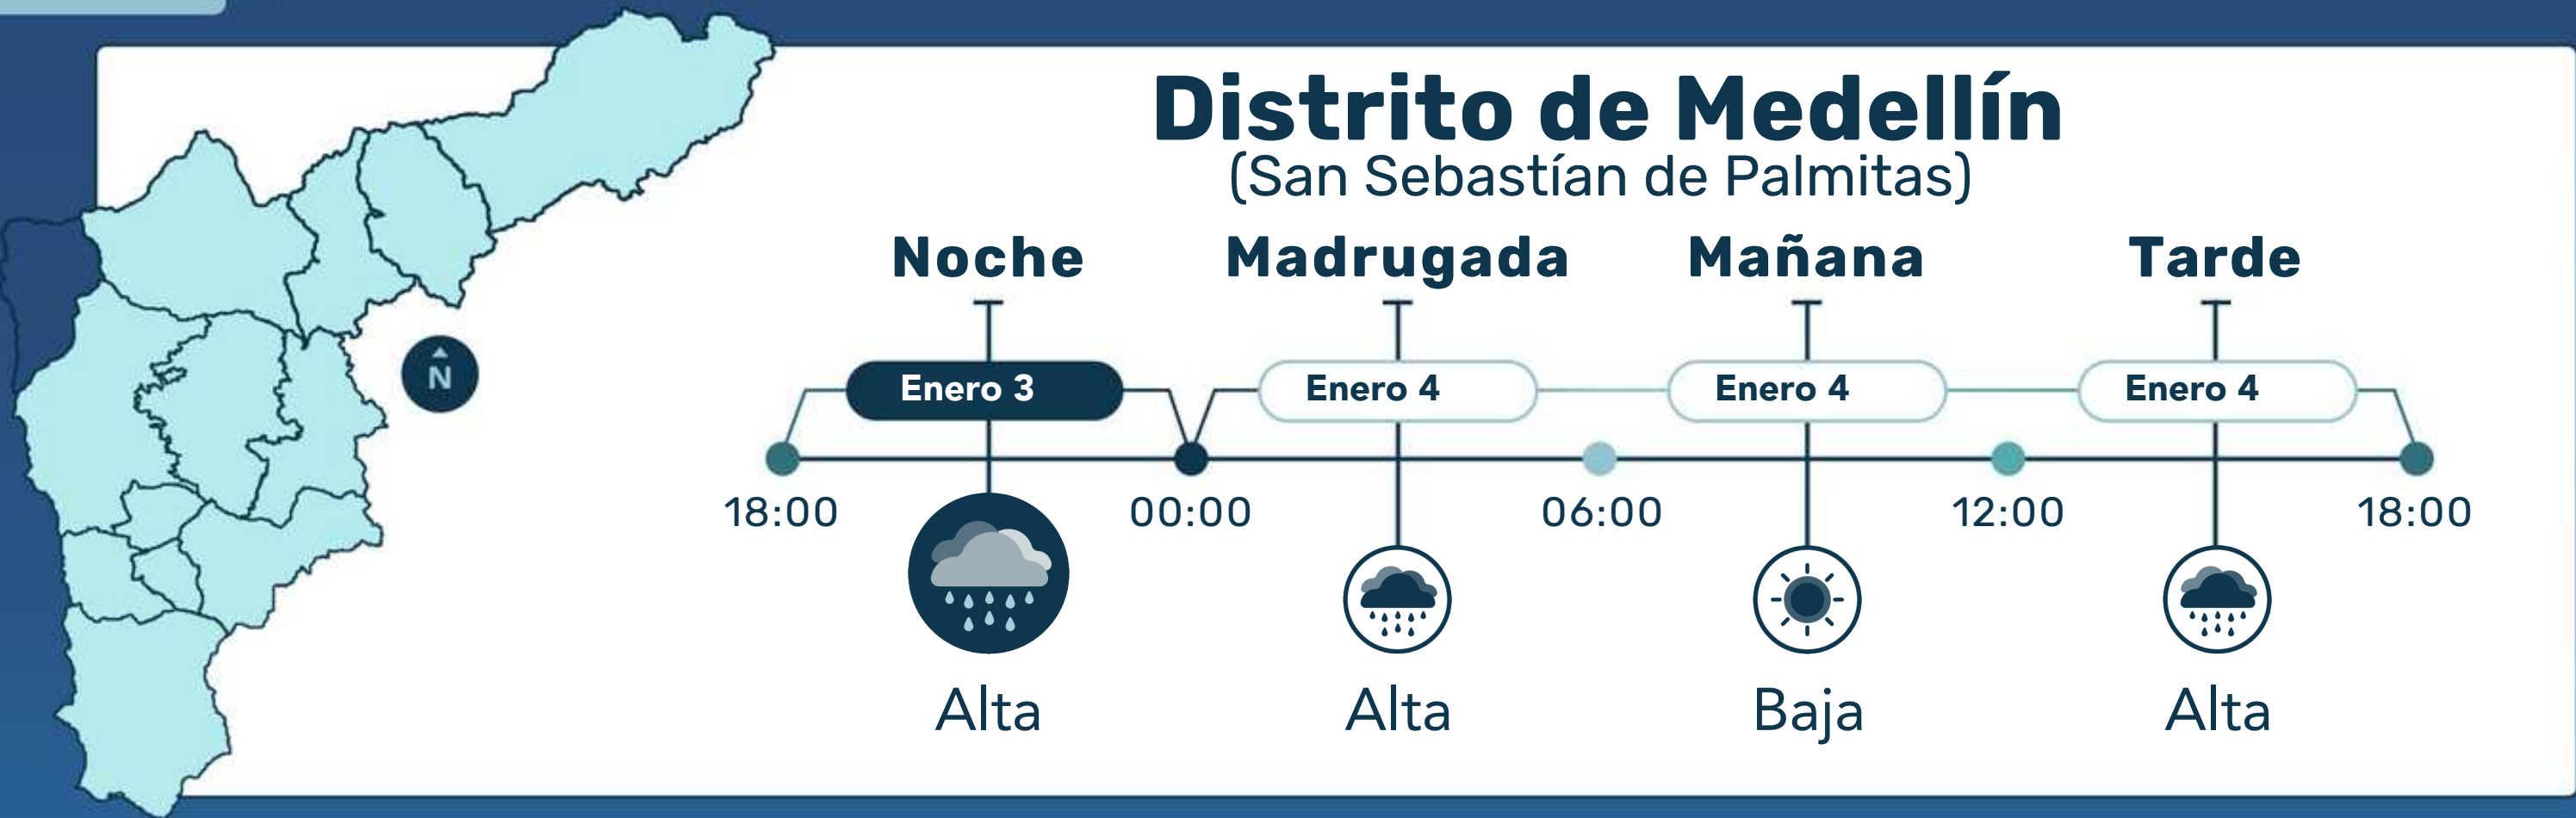 Distrito de Medellín
(San Sebastían de Palmitas)
Noche Madrugada Mañana Tarde
Enero 3 Enero 4 Enero 4 Enero 4
N
18:00 00:00 06:00 12:00 18:00
Alta Alta Baja Alta